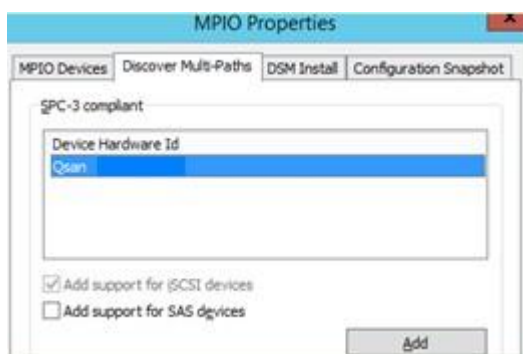 MPIO Properties
x
MPIO Devices Discover Multi-Paths DSM Install Configuration Snapshot
SPC-3 compliant
Device Hardware Id
Qsan
Add support for iSCSI devices
Add support for SAS devices
Add